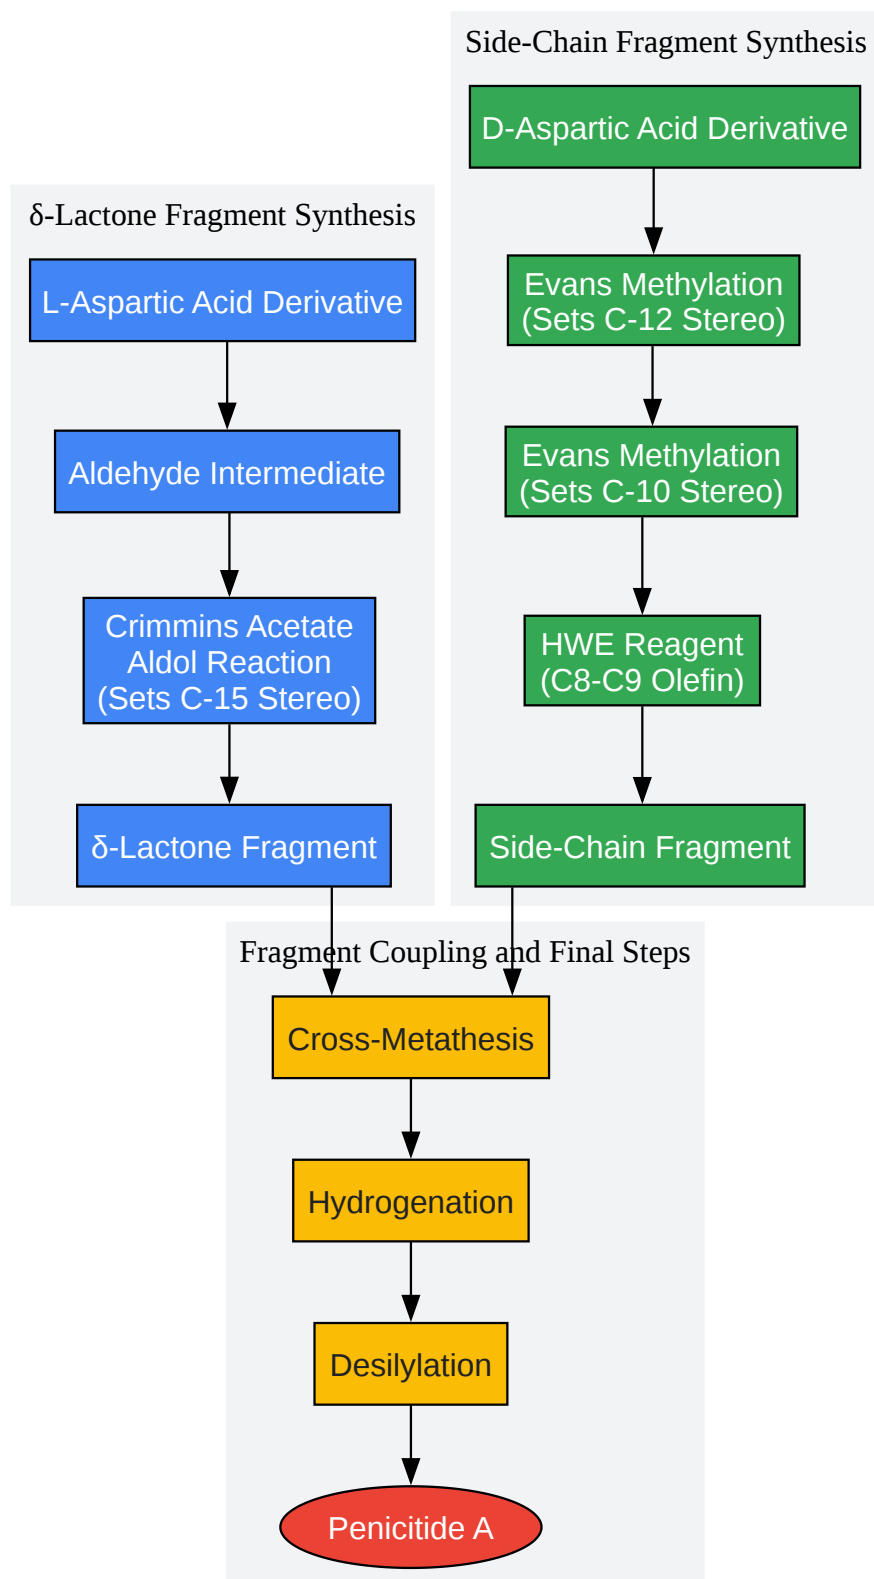 Side-Chain Fragment Synthesis
D-Aspartic Acid Derivative
Evans Methylation
(Sets C-12 Stereo)
Evans Methylation
(Sets C-10 Stereo)
HWE Reagent
(C8-C9 Olefin)
Side-Chain Fragment
δ-Lactone Fragment Synthesis
L-Aspartic Acid Derivative
Aldehyde Intermediate
Crimmins Acetate
Aldol Reaction
(Sets C-15 Stereo)
δ-Lactone Fragment
Fragment Coupling and Final Steps
Cross-Metathesis
Hydrogenation
Desilylation
Penicitide A